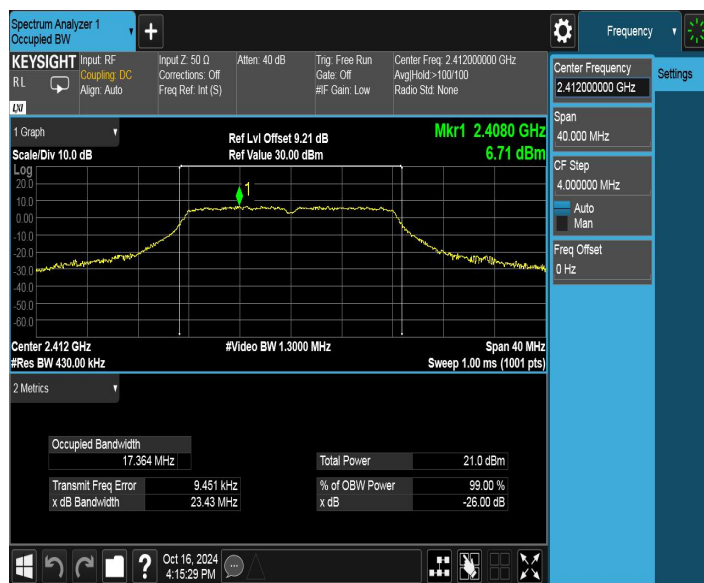 Spectrum Analyzer 1
Occupied BW
+
Frequency
KEYSIGHT
RL
LXI
Input: RF
Coupling: DC
Align: Auto
Input Z: 50 Ω
Corrections: Off
Freq Ref: Int (S)
Atten: 40 dB
Trig: Free Run
Gate: Off
#IF Gain: Low
Center Freq: 2.412000000 GHz
Avg|Hold:>100/100
Radio Std: None
Center Frequency
2.412000000 GHz
Settings
Span
40.000 MHz
CF Step
4.000000 MHz
Auto
Man
Freq Offset
0 Hz
1 Graph
Scale/Div 10.0 dB
Ref Lvl Offset 9.21 dB
Ref Value 30.00 dBm
Mkr1 2.4080 GHz
6.71 dBm
Log
20.0
10.0
0.00
-10.0
-20.0
-30.0
-40.0
-50.0
-60.0
1
Center 2.412 GHz
#Res BW 430.00 kHz
#Video BW 1.3000 MHz
Span 40 MHz
Sweep 1.00 ms (1001 pts)
2 Metrics
Occupied Bandwidth
17.364 MHz
Total Power 21.0 dBm
Transmit Freq Error 9.451 kHz
% of OBW Power 99.00 %
x dB Bandwidth 23.43 MHz
x dB -26.00 dB
?
Oct 16, 2024
4:15:29 PM